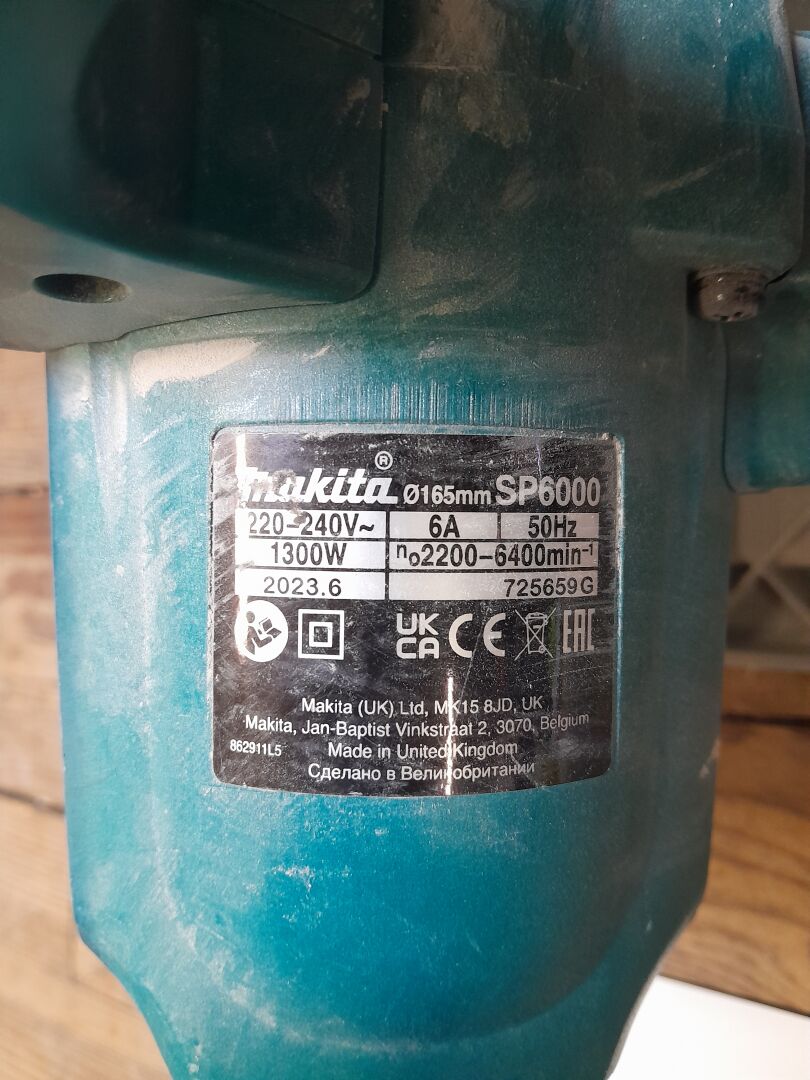 makita® Ø165mm SP6000
220-240V~ 6A 50Hz
1300W n₀2200-6400min⁻¹
2023.6 725659G
UK CA CE EAC
Makita (UK) Ltd, MK15 8JD, UK
Makita, Jan-Baptist Vinkstraat 2, 3070, Belgium
862911L5 Made in United Kingdom
Сделано в Великобритании